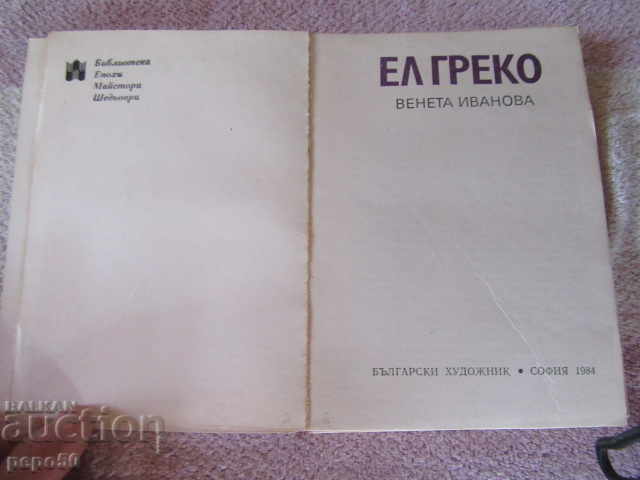 Библиотека
Епохи
Майстори
Шедьоври
ЕЛ ГРЕКО
ВЕНЕТА ИВАНОВА
БЪЛГАРСКИ ХУДОЖНИК • СОФИЯ 1984
BALKAN
auction
pepo50